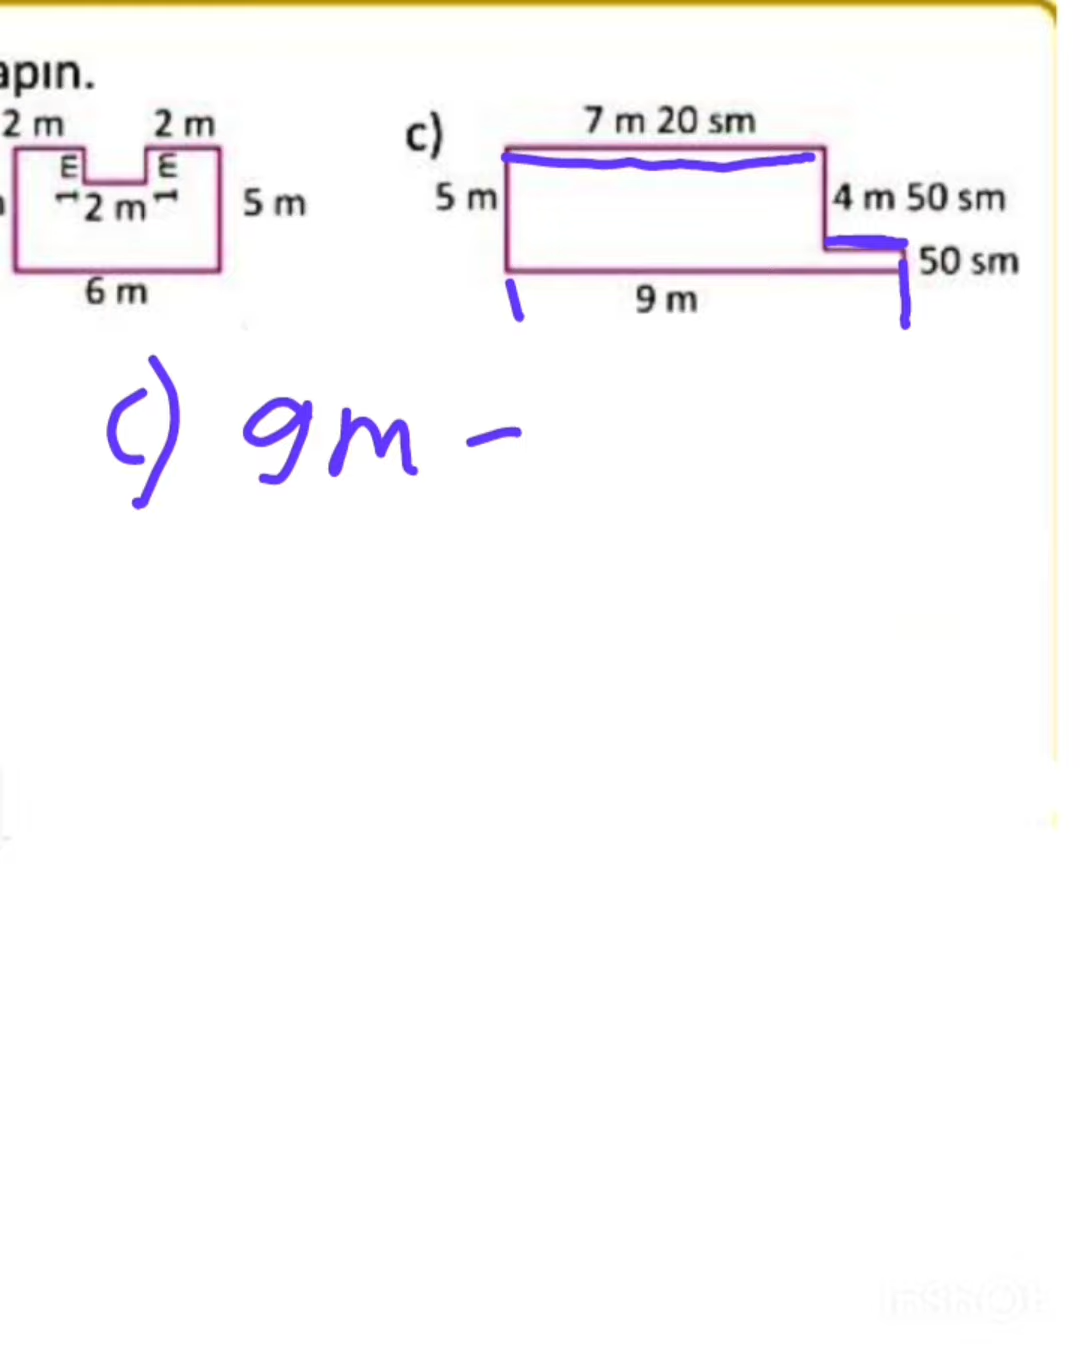 apın.
2 m 2 m
1 m 1 m
2 m
5 m
6 m
c) 7 m 20 sm
5 m 4 m 50 sm
50 sm
9 m
c) 9m -